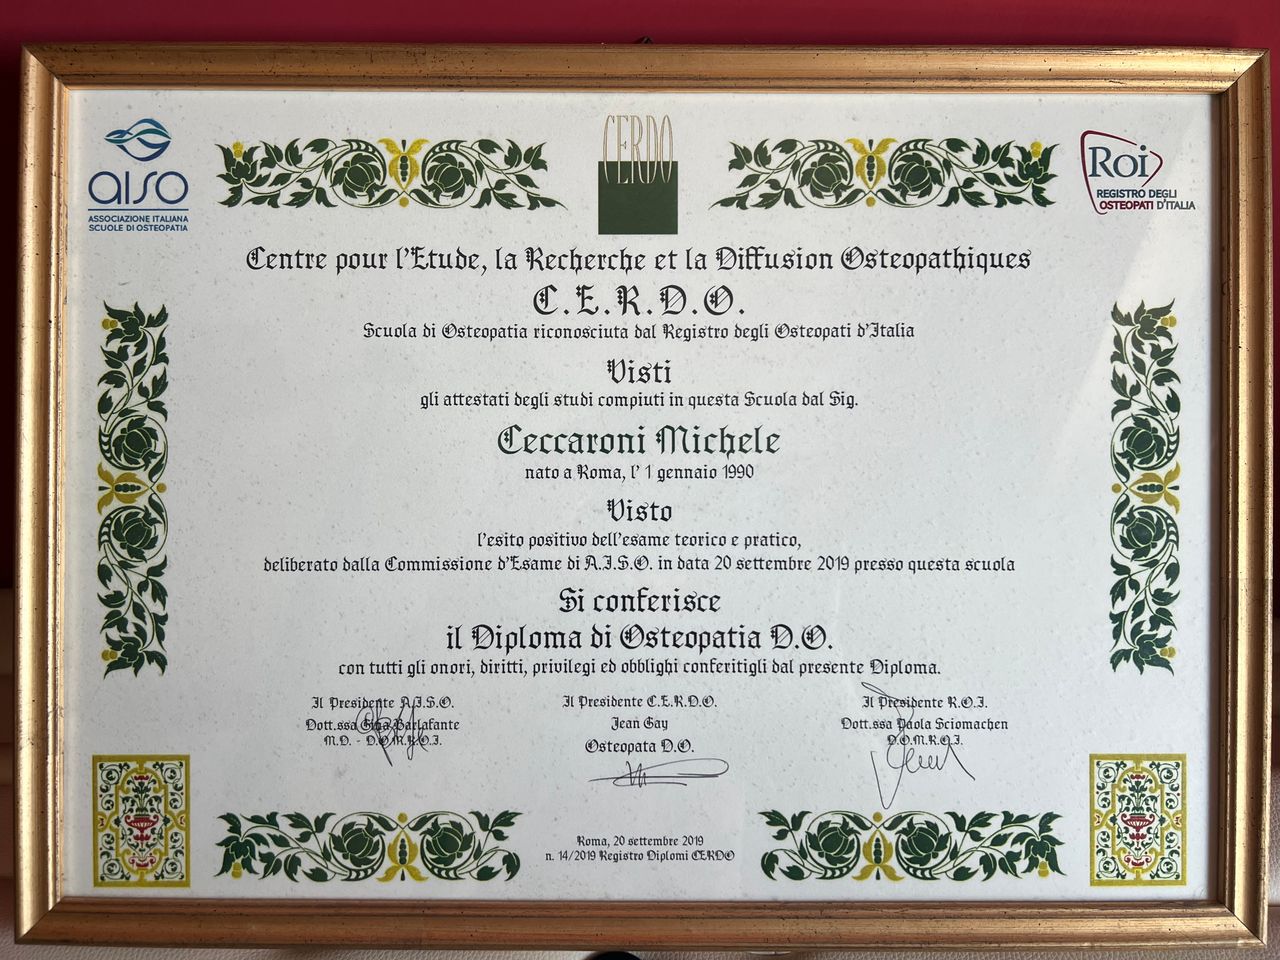 AISO
ASSOCIAZIONE ITALIANA
SCUOLE DI OSTEOPATIA
CERDO
Roi
REGISTRO DEGLI
OSTEOPATI D'ITALIA
Centre pour l'Etude, la Recherche et la Diffusion Osteopathiques
C.E.R.D.O.
Scuola di Osteopatia riconosciuta dal Registro degli Osteopati d'Italia
Visti
gli attestati degli studi compiuti in questa Scuola dal Sig.
Ceccaroni Michele
nato a Roma, l' 1 gennaio 1990
Visto
l'esito positivo dell'esame teorico e pratico,
deliberato dalla Commissione d'Esame di A.I.S.O. in data 20 settembre 2019 presso questa scuola
Si conferisce
il Diploma di Osteopatia D.O.
con tutti gli onori, diritti, privilegi ed obblighi conferitigli dal presente Diploma.
Il Presidente A.I.S.O.
Dott.ssa Gina Barlafante
M.D. - D.O.M.R.O.I.
Il Presidente C.E.R.D.O.
Jean Gay
Osteopata D.O.
Il Presidente R.O.I.
Dott.ssa Paola Sciomachen
D.O.M.R.O.I.
Roma, 20 settembre 2019
n. 14/2019 Registro Diplomi CERDO